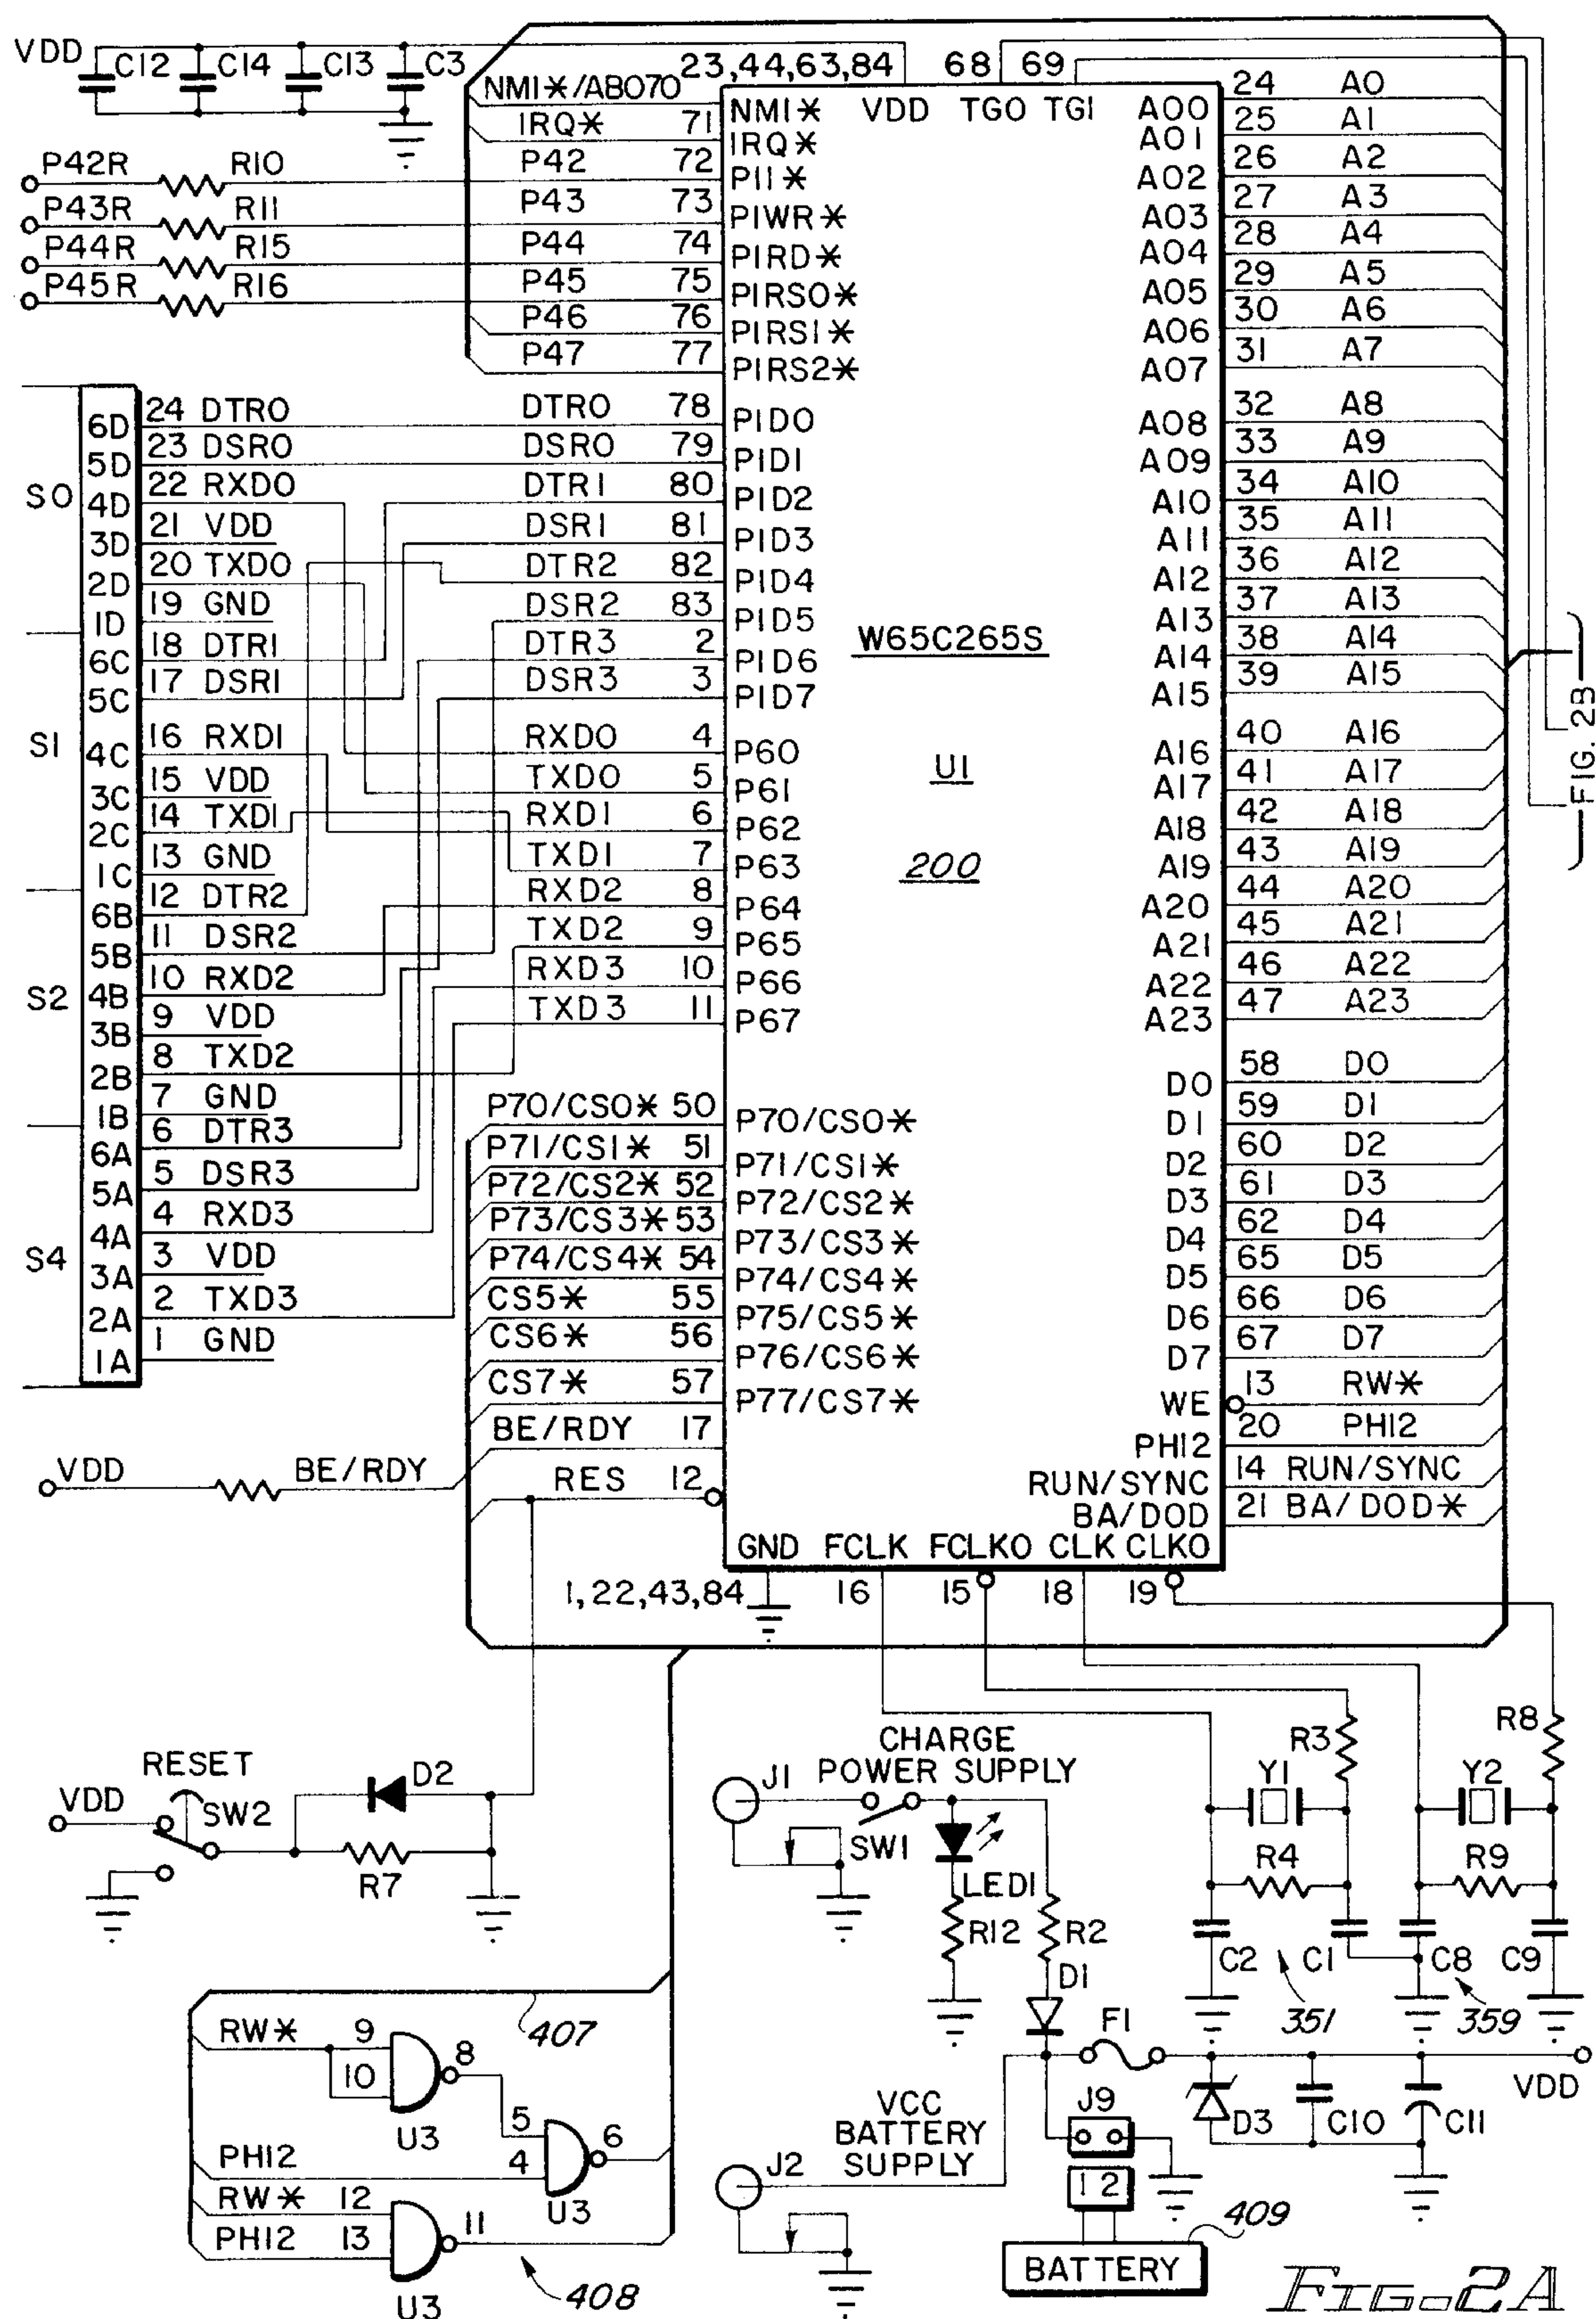 VDD C12 C14 C13 C3
23,44,63,84 68 69
NMI*/AB070 NMI* VDD TGO TGI A00 24 A0
IRQ* 71 IRQ* A01 25 A1
P42R R10 P42 72 PII* A02 26 A2
P43R R11 P43 73 PIWR* A03 27 A3
P44R R15 P44 74 PIRD* A04 28 A4
P45R R16 P45 75 PIRS0* A05 29 A5
P46 76 PIRS1* A06 30 A6
P47 77 PIRS2* A07 31 A7
6D 24 DTR0 DTR0 78 PID0 A08 32 A8
5D 23 DSR0 DSR0 79 PID1 A09 33 A9
S0 4D 22 RXD0 DTR1 80 PID2 A10 34 A10
3D 21 VDD DSR1 81 PID3 A11 35 A11
2D 20 TXD0 DTR2 82 PID4 A12 36 A12
1D 19 GND DSR2 83 PID5 A13 37 A13
6C 18 DTR1 DTR3 2 PID6 W65C265S A14 38 A14
5C 17 DSR1 DSR3 3 PID7 A15 39 A15
S1 4C 16 RXD1 RXD0 4 P60 U1 A16 40 A16
3C 15 VDD TXD0 5 P61 A17 41 A17
FIG. 2B
2C 14 TXD1 RXD1 6 P62 A18 42 A18
1C 13 GND TXD1 7 P63 200 A19 43 A19
6B 12 DTR2 RXD2 8 P64 A20 44 A20
5B 11 DSR2 TXD2 9 P65 A21 45 A21
S2 4B 10 RXD2 RXD3 10 P66 A22 46 A22
3B 9 VDD TXD3 11 P67 A23 47 A23
2B 8 TXD2 D0 58 D0
1B 7 GND P70/CS0* 50 P70/CS0* D1 59 D1
6A 6 DTR3 P71/CS1* 51 P71/CS1* D2 60 D2
5A 5 DSR3 P72/CS2* 52 P72/CS2* D3 61 D3
4A 4 RXD3 P73/CS3* 53 P73/CS3* D4 62 D4
S4 3A 3 VDD P74/CS4* 54 P74/CS4* D5 65 D5
2A 2 TXD3 CS5* 55 P75/CS5* D6 66 D6
1A 1 GND CS6* 56 P76/CS6* D7 67 D7
CS7* 57 P77/CS7* WE 13 RW*
BE/RDY 17 PHI2 20 PHI2
VDD BE/RDY RES 12 RUN/SYNC 14 RUN/SYNC
BA/DOD 21 BA/DOD*
GND FCLK FCLKO CLK CLKO
1,22,43,84 16 15 18 19
RESET D2
VDD SW2
R7
CHARGE
J1 POWER SUPPLY
SW1
LED1
R12 R2
D1
R3 R8
Y1 Y2
R4 R9
C2 C1 C8 C9
351 359
407
RW* 9
10 8
U3
5
PHI2 4 6
U3
RW* 12
PHI2 13 11
U3
408
F1
VDD
VCC
BATTERY
J2 SUPPLY
J9
1 2
D3 C10 C11
409
BATTERY
FIG. 2A